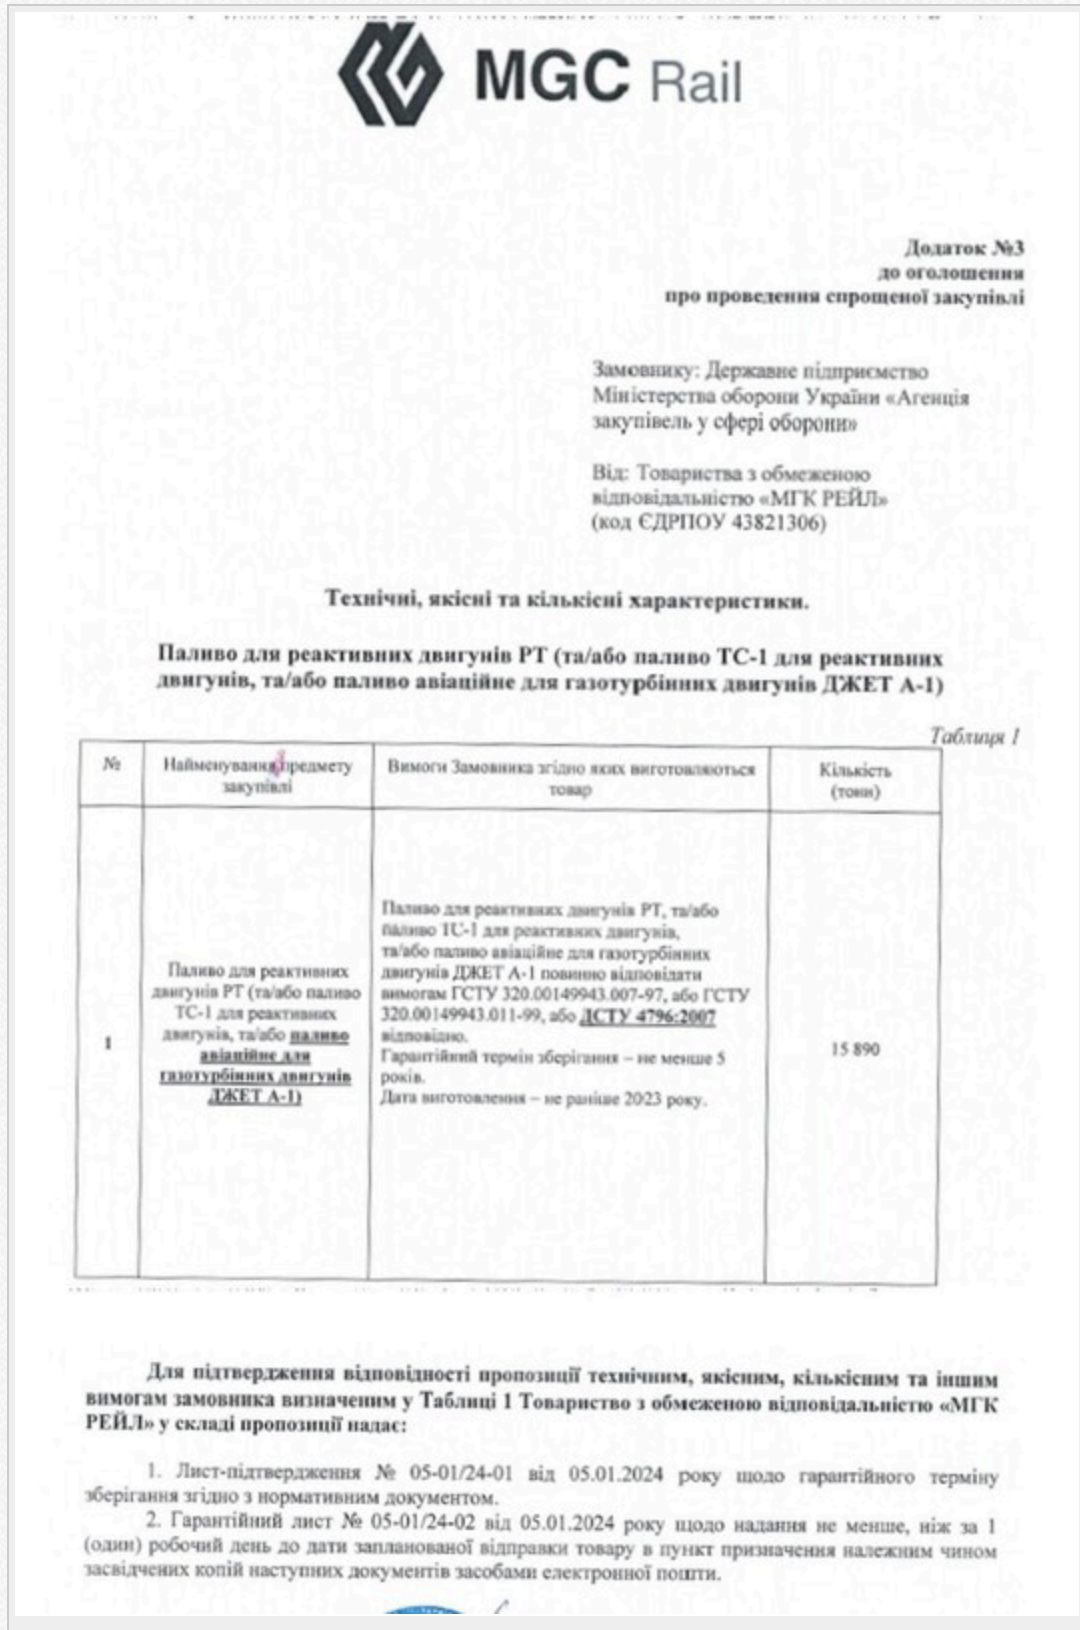 MGC Rail
Додаток №3
до оголошення
про проведення спрощеної закупівлі
Замовнику: Державне підприємство
Міністерства оборони України «Агенція
закупівель у сфері оборони»
Від: Товариства з обмеженою
відповідальністю «МГК РЕЙЛ»
(код ЄДРПОУ 43821306)
Технічні, якісні та кількісні характеристики.
Паливо для реактивних двигунів РТ (та/або паливо ТС-1 для реактивних
двигунів, та/або паливо авіаційне для газотурбінних двигунів ДЖЕТ А-1)
Таблиця 1
№
Найменування предмету
закупівлі
Вимоги Замовника згідно яких виготовляються
товар
Кількість
(тонн)
1
Паливо для реактивних
двигунів РТ (та/або паливо
ТС-1 для реактивних
двигунів, та/або паливо
авіаційне для
газотурбінних двигунів
ДЖЕТ А-1)
Паливо для реактивних двигунів РТ, та/або
паливо ТС-1 для реактивних двигунів,
та/або паливо авіаційне для газотурбінних
двигунів ДЖЕТ А-1 повинно відповідати
вимогам ГСТУ 320.00149943.007-97, або ГСТУ
320.00149943.011-99, або ДСТУ 4796:2007
відповідно.
Гарантійний термін зберігання – не менше 5
років.
Дата виготовлення – не раніше 2023 року.
15 890
Для підтвердження відповідності пропозиції технічним, якісним, кількісним та іншим
вимогам замовника визначеним у Таблиці 1 Товариство з обмеженою відповідальністю «МГК
РЕЙЛ» у складі пропозиції надає:
1. Лист-підтвердження № 05-01/24-01 від 05.01.2024 року щодо гарантійного терміну
зберігання згідно з нормативним документом.
2. Гарантійний лист № 05-01/24-02 від 05.01.2024 року щодо надання не менше, ніж за 1
(один) робочий день до дати запланованої відправки товару в пункт призначення належним чином
засвідчених копій наступних документів засобами електронної пошти.